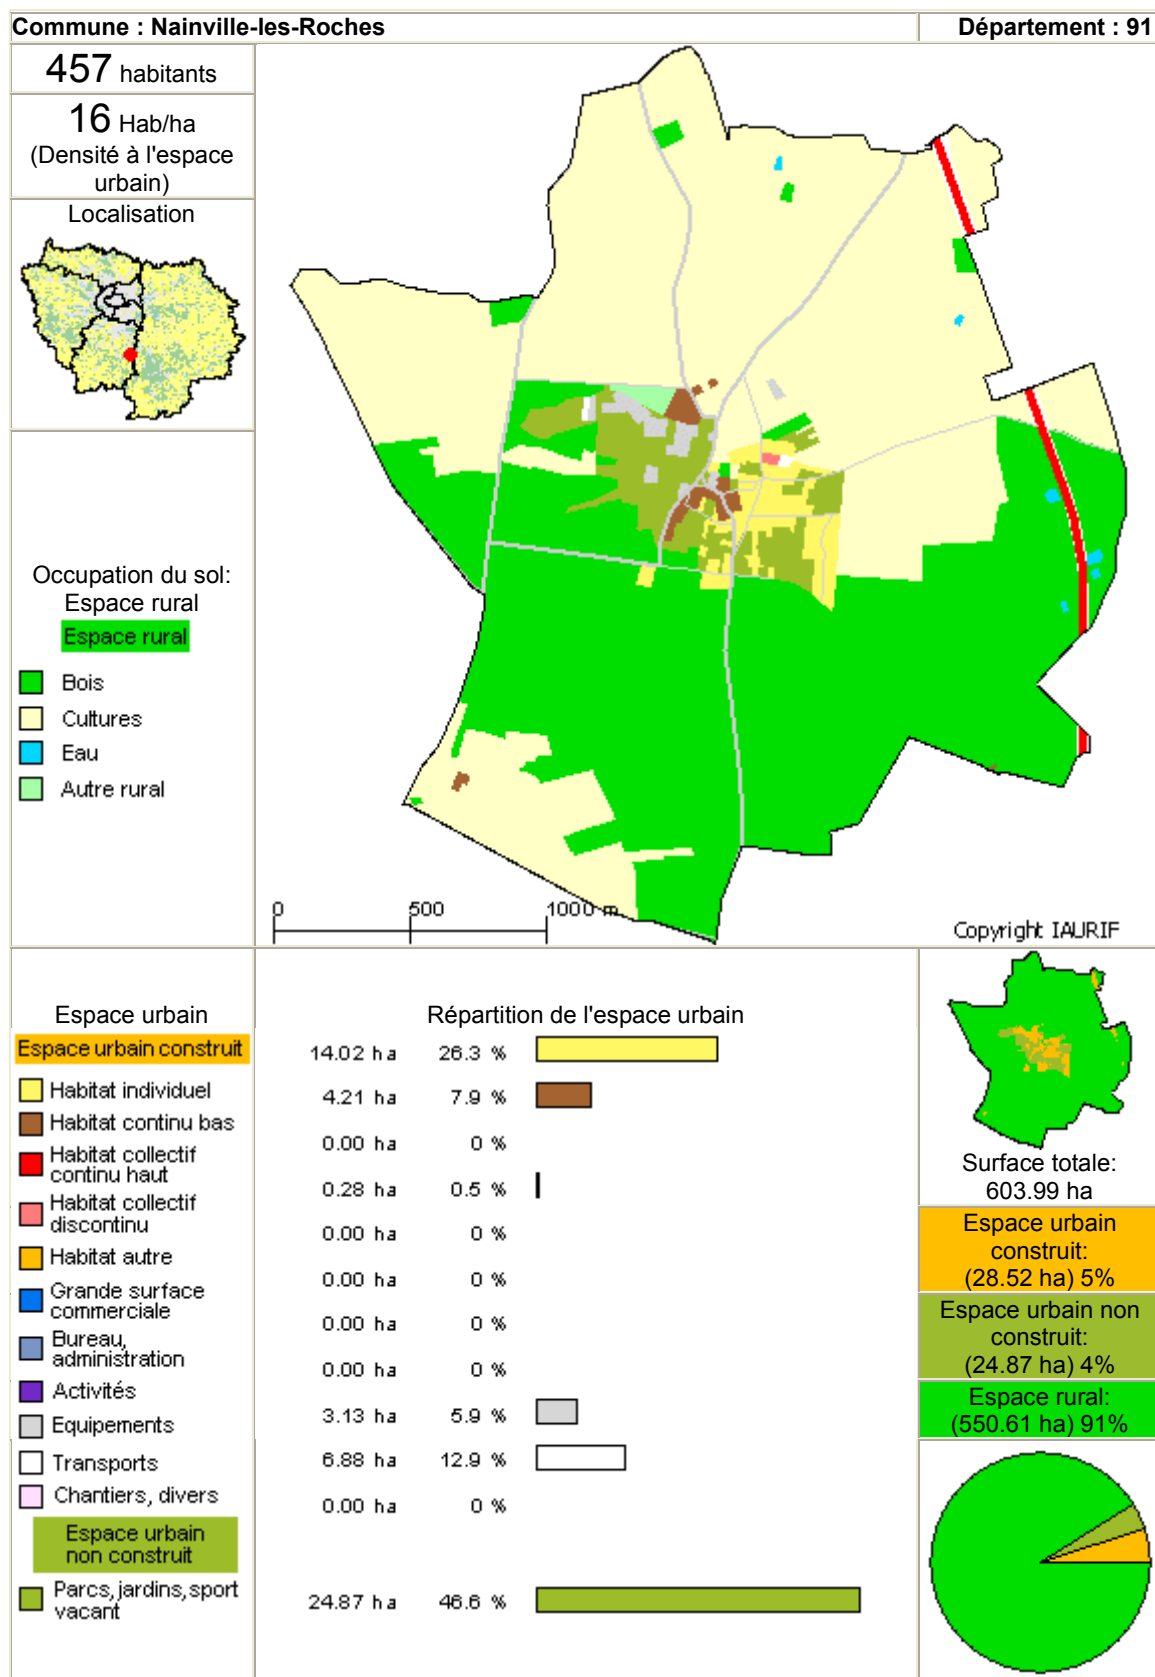 Commune : Nainville-les-Roches
Département : 91
457 habitants
16 Hab/ha
(Densité à l'espace
urbain)
Localisation
Occupation du sol:
Espace rural
Espace rural
Bois
Cultures
Eau
Autre rural
0 500 1000 m
Copyright IAURIF
Espace urbain
Espace urbain construit
Habitat individuel
Habitat continu bas
Habitat collectif
continu haut
Habitat collectif
discontinu
Habitat autre
Grande surface
commerciale
Bureau,
administration
Activités
Equipements
Transports
Chantiers, divers
Espace urbain
non construit
Parcs, jardins, sport
vacant
Répartition de l'espace urbain
14.02 ha 26.3 %
4.21 ha 7.9 %
0.00 ha 0 %
0.28 ha 0.5 %
0.00 ha 0 %
0.00 ha 0 %
0.00 ha 0 %
0.00 ha 0 %
3.13 ha 5.9 %
6.88 ha 12.9 %
0.00 ha 0 %
24.87 ha 46.6 %
Surface totale:
603.99 ha
Espace urbain
construit:
(28.52 ha) 5%
Espace urbain non
construit:
(24.87 ha) 4%
Espace rural:
(550.61 ha) 91%